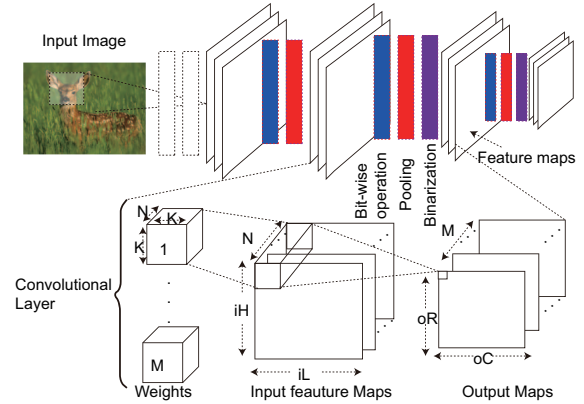 Input Image
Feature maps
Bit-wise
operation
Pooling
Binarization
N
K
K
1
N
M
Convolutional
Layer
iH
oR
M
iL
oC
Weights
Input feauture Maps
Output Maps